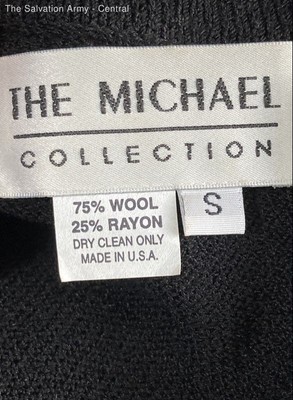 The Salvation Army - Central
THE MICHAEL
COLLECTION
75% WOOL
25% RAYON
DRY CLEAN ONLY
MADE IN U.S.A.
S